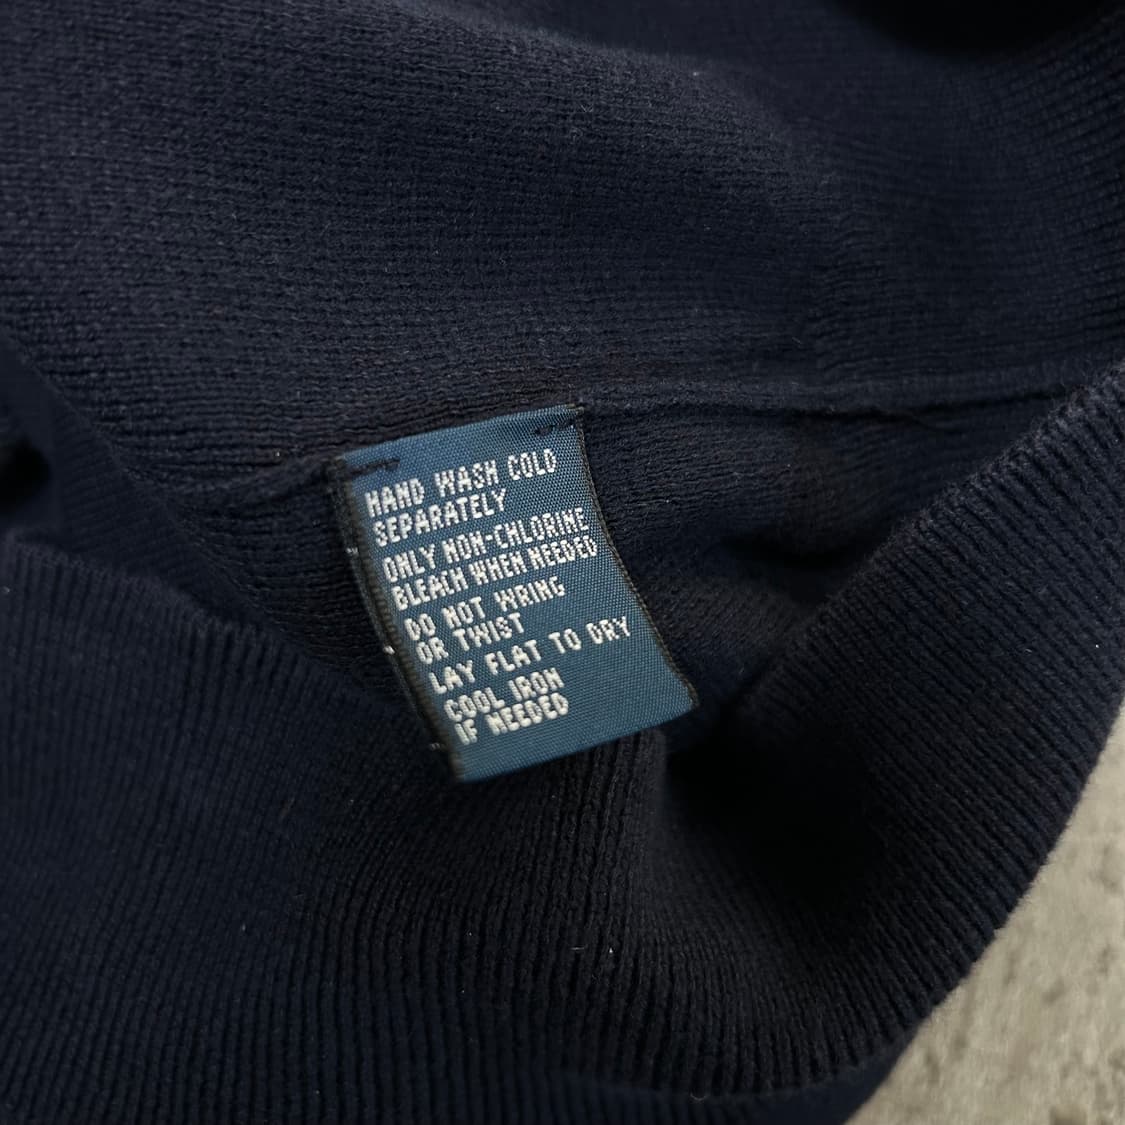 HAND WASH COLD
SEPARATELY
ONLY NON-CHLORINE
BLEACH WHEN NEEDED
DO NOT WRING
OR TWIST
LAY FLAT TO DRY
COOL IRON
IF NEEDED